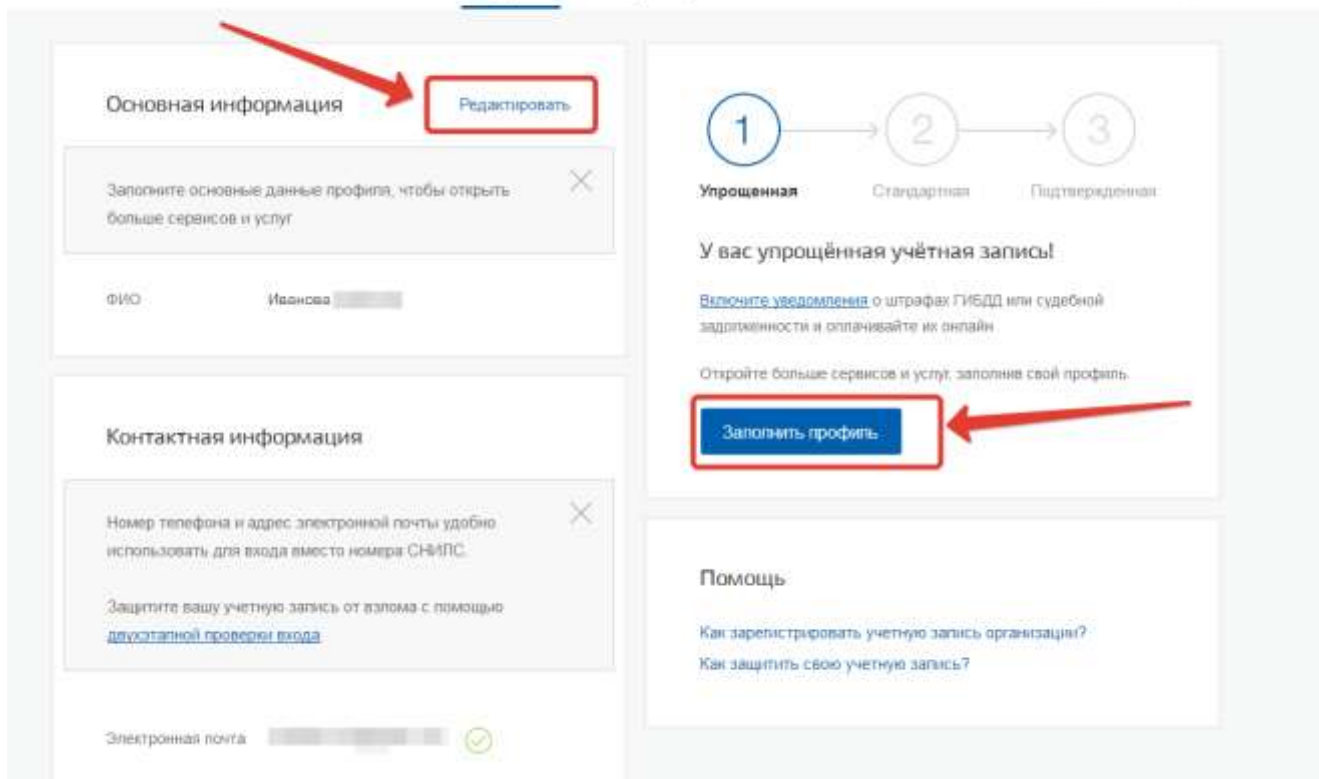 Основная информация
Редактировать
Заполните основные данные профиля, чтобы открыть
больше сервисов и услуг
ФИО
Иванова
Контактная информация
Номер телефона и адрес электронной почты удобно
использовать для входа вместо номера СНИЛС.
Защитите вашу учетную запись от взлома с помощью
двухэтапной проверки входа
Электронная почта
1
2
3
Упрощенная
Стандартная
Подтвержденная
У вас упрощённая учётная запись!
Включите уведомления о штрафах ГИБДД или судебной
задолженности и оплачивайте их онлайн
Откройте больше сервисов и услуг, заполнив свой профиль.
Заполнить профиль
Помощь
Как зарегистрировать учетную запись организации?
Как защитить свою учетную запись?